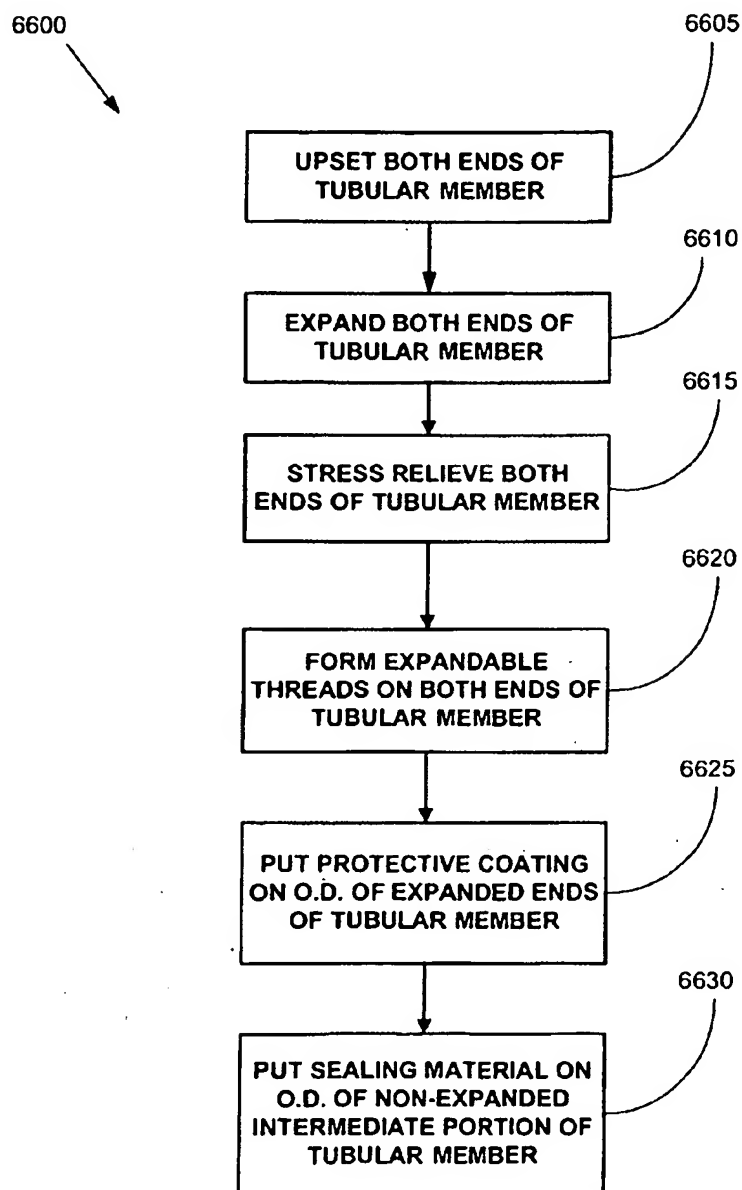 6600
6605
UPSET BOTH ENDS OF
TUBULAR MEMBER
6610
EXPAND BOTH ENDS OF
TUBULAR MEMBER
6615
STRESS RELIEVE BOTH
ENDS OF TUBULAR MEMBER
6620
FORM EXPANDABLE
THREADS ON BOTH ENDS OF
TUBULAR MEMBER
6625
PUT PROTECTIVE COATING
ON O.D. OF EXPANDED ENDS
OF TUBULAR MEMBER
6630
PUT SEALING MATERIAL ON
O.D. OF NON-EXPANDED
INTERMEDIATE PORTION OF
TUBULAR MEMBER